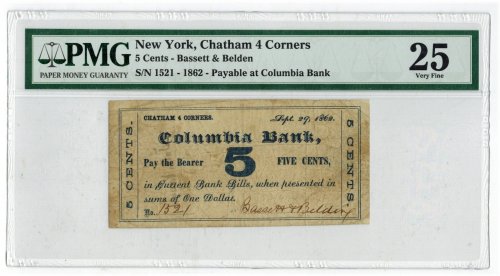 PMG
PAPER MONEY GUARANTY
New York, Chatham 4 Corners
5 Cents - Bassett & Belden
S/N 1521 - 1862 - Payable at Columbia Bank
25
Very Fine
CHATHAM 4 CORNERS.
Sept. 29, 1862.
Columbia Bank,
Pay the Bearer 5 FIVE CENTS,
in Current Bank Bills, when presented in
sums of One Dollar.
No. 1521 Bassett & Belding
5 CENTS.
5 CENTS.